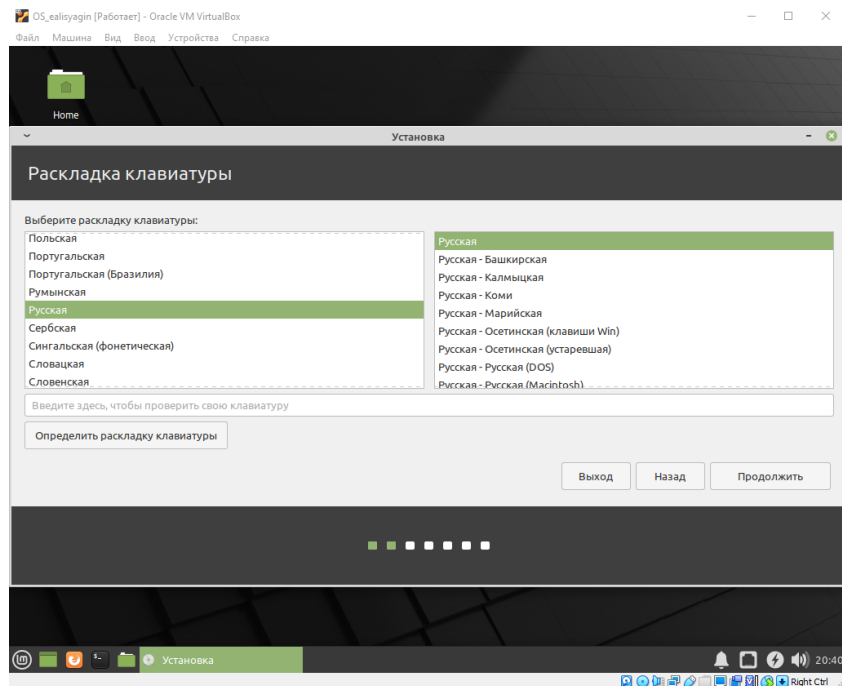 OS_ealisyagin [Работает] - Oracle VM VirtualBox
Файл Машина Вид Ввод Устройства Справка
Home
Установка
Раскладка клавиатуры
Выберите раскладку клавиатуры:
Польская
Португальская
Португальская (Бразилия)
Румынская
Русская
Сербская
Сингальская (фонетическая)
Словацкая
Словенская
Русская
Русская - Башкирская
Русская - Калмыцкая
Русская - Коми
Русская - Марийская
Русская - Осетинская (клавиши Win)
Русская - Осетинская (устаревшая)
Русская - Русская (DOS)
Русская - Русская (Macintosh)
Введите здесь, чтобы проверить свою клавиатуру
Определить раскладку клавиатуры
Выход Назад Продолжить
Установка 20:40
Right Ctrl